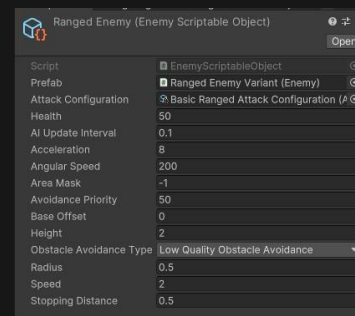 Ranged Enemy (Enemy Scriptable Object)
Open
Script EnemyScriptableObject
Prefab Ranged Enemy Variant (Enemy)
Attack Configuration Basic Ranged Attack Configuration (A
Health 50
AI Update Interval 0.1
Acceleration 8
Angular Speed 200
Area Mask -1
Avoidance Priority 50
Base Offset 0
Height 2
Obstacle Avoidance Type Low Quality Obstacle Avoidance
Radius 0.5
Speed 2
Stopping Distance 0.5